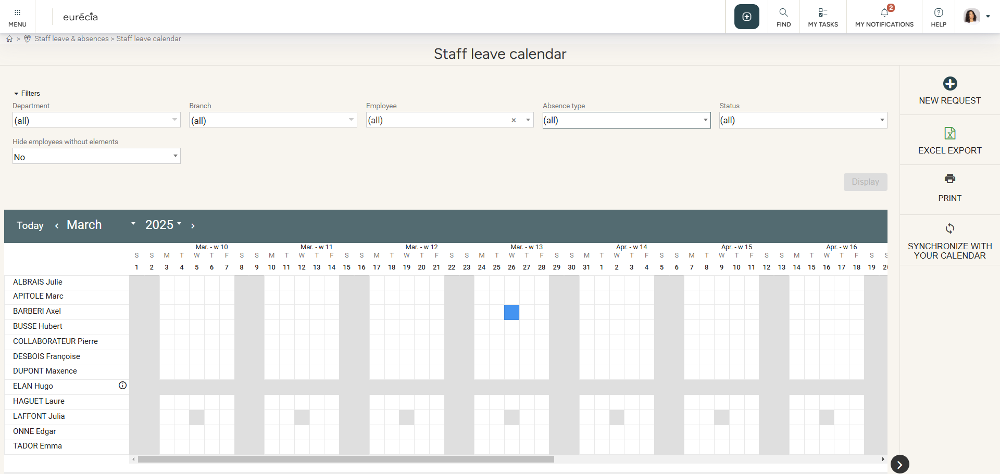 MENU
eurécia
FIND
MY TASKS
2
MY NOTIFICATIONS
HELP
> Staff leave & absences > Staff leave calendar
Staff leave calendar
Filters
Department
Branch
Employee
Absence type
Status
(all)
(all)
(all)
(all)
(all)
Hide employees without elements
No
Display
NEW REQUEST
EXCEL EXPORT
PRINT
SYNCHRONIZE WITH
YOUR CALENDAR
Today March 2025
Mar. - w 10 Mar. - w 11 Mar. - w 12 Mar. - w 13 Apr. - w 14 Apr. - w 15 Apr. - w 16
S S M T W T F S S M T W T F S S M T W T F S S M T W T F S S M T W T F S S M T W T F S S M T W T F S S
1 2 3 4 5 6 7 8 9 10 11 12 13 14 15 16 17 18 19 20 21 22 23 24 25 26 27 28 29 30 31 1 2 3 4 5 6 7 8 9 10 11 12 13 14 15 16 17 18 19
ALBRAIS Julie
APITOLE Marc
BARBERI Axel
BUSSE Hubert
COLLABORATEUR Pierre
DESBOIS Françoise
DUPONT Maxence
ELAN Hugo
HAGUET Laure
LAFFONT Julia
ONNE Edgar
TADOR Emma